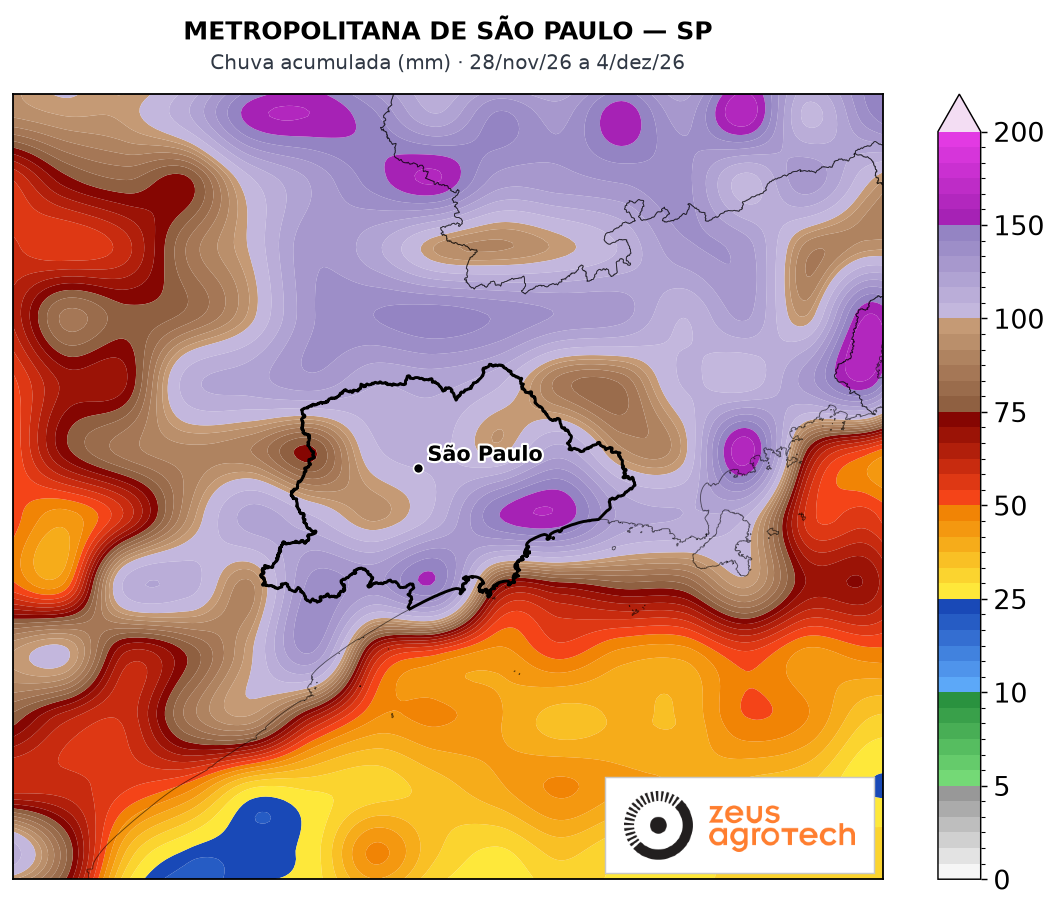 METROPOLITANA DE SÃO PAULO — SP
Chuva acumulada (mm) · 28/nov/26 a 4/dez/26
São Paulo
200
150
100
75
50
25
10
5
0
zeus
agrotech